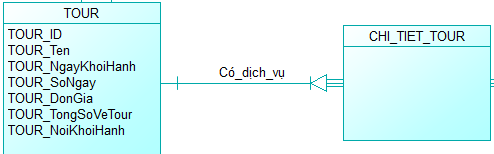 TOUR
TOUR_ID
TOUR_Ten
TOUR_NgayKhoiHanh
TOUR_SoNgay
TOUR_DonGia
TOUR_TongSoVeTour
TOUR_NoiKhoiHanh
Có_dịch_vụ
CHI_TIET_TOUR